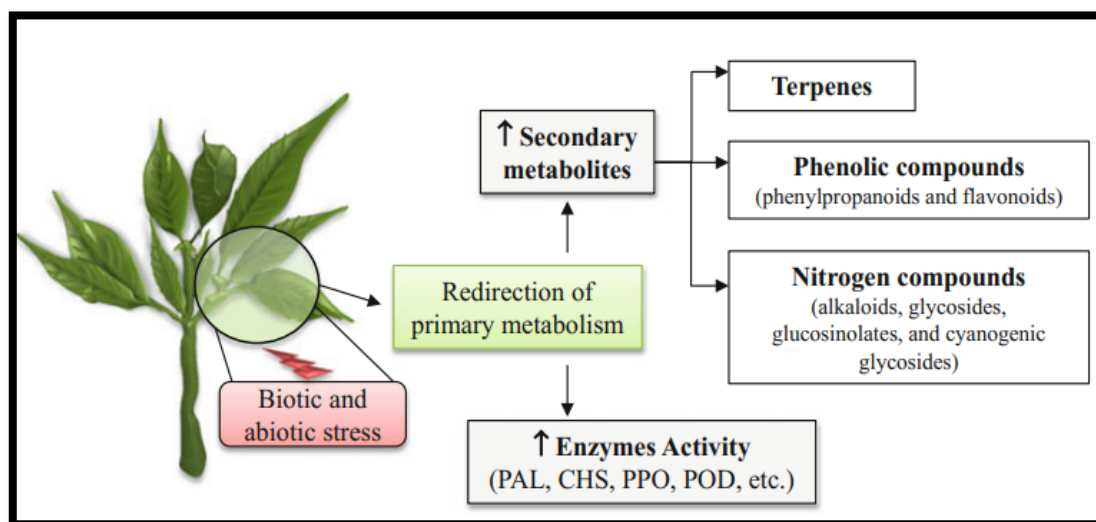 Biotic and
abiotic stress
Redirection of
primary metabolism
↑ Secondary
metabolites
Terpenes
Phenolic compounds
(phenylpropanoids and flavonoids)
Nitrogen compounds
(alkaloids, glycosides,
glucosinolates, and cyanogenic
glycosides)
↑ Enzymes Activity
(PAL, CHS, PPO, POD, etc.)